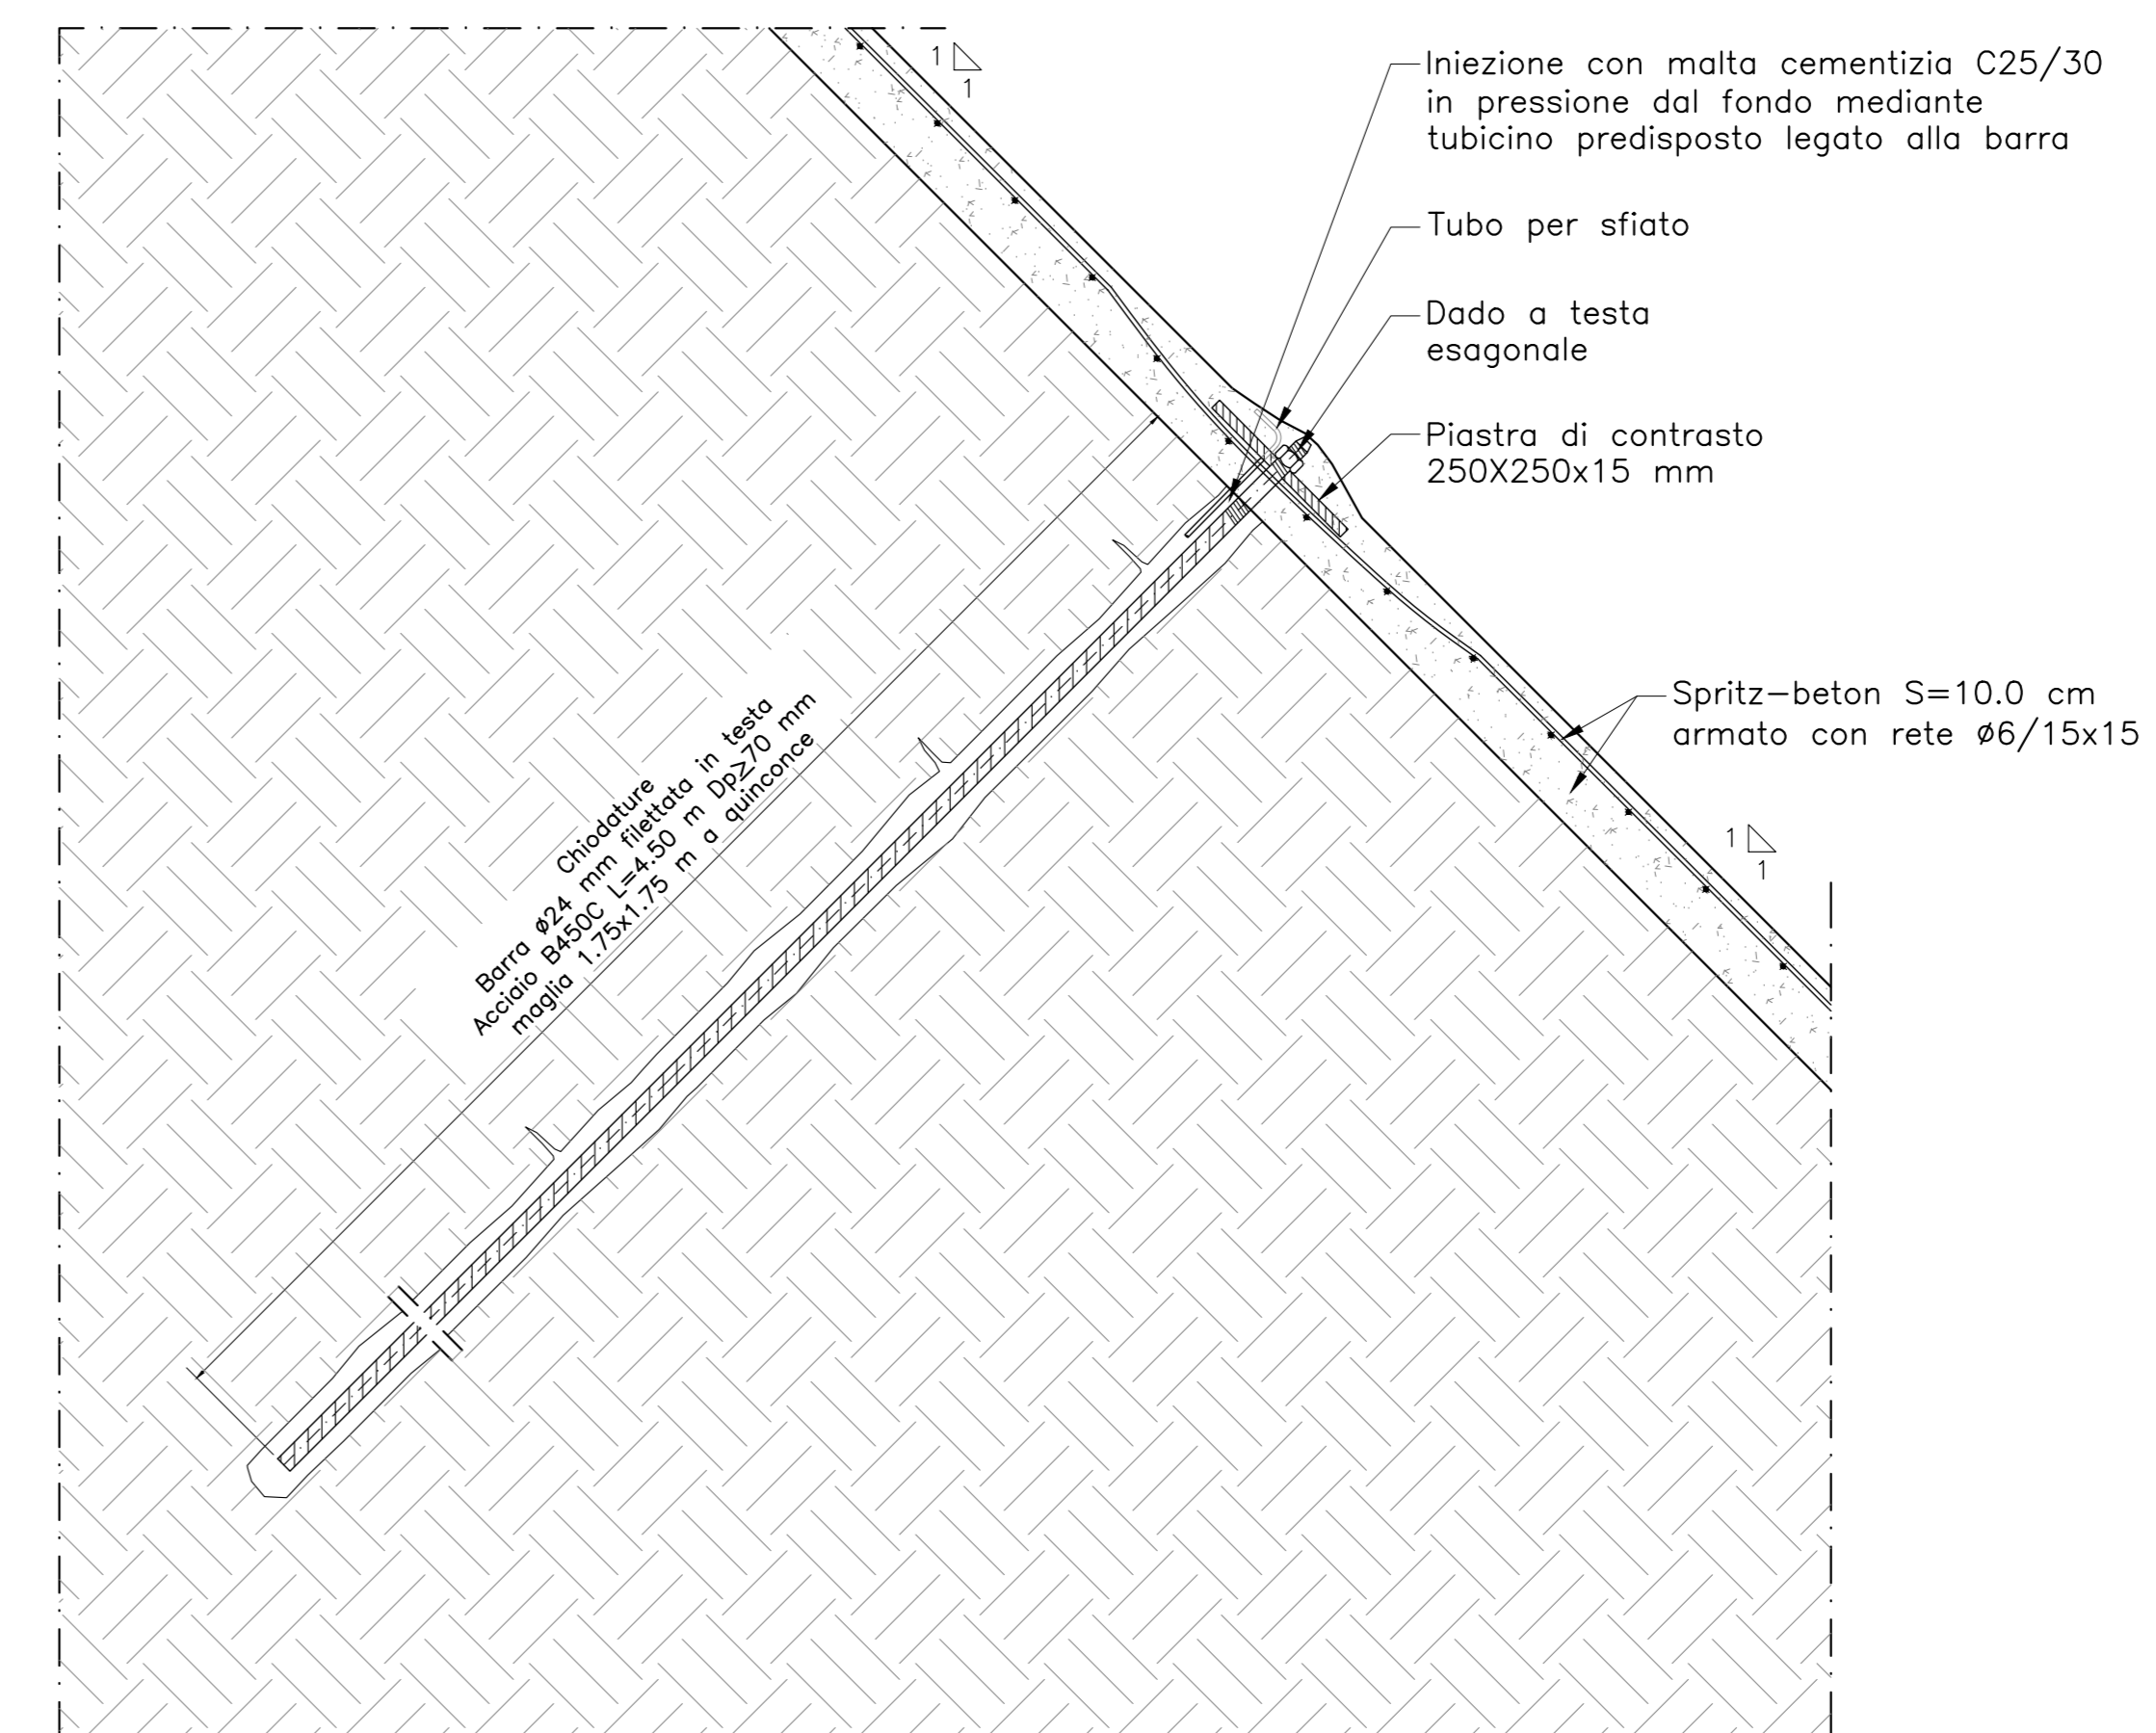 1
1
Iniezione con malta cementizia C25/30
in pressione dal fondo mediante
tubicino predisposto legato alla barra
Tubo per sfiato
Dado a testa
esagonale
Piastra di contrasto
250X250x15 mm
Spritz-beton S=10.0 cm
armato con rete Ø6/15x15
1
1
Chiodature
Barra ø24 mm filettata in testa
Acciaio B450C L=4.50 m Dp≥70 mm
maglia 1.75x1.75 m a quinconce